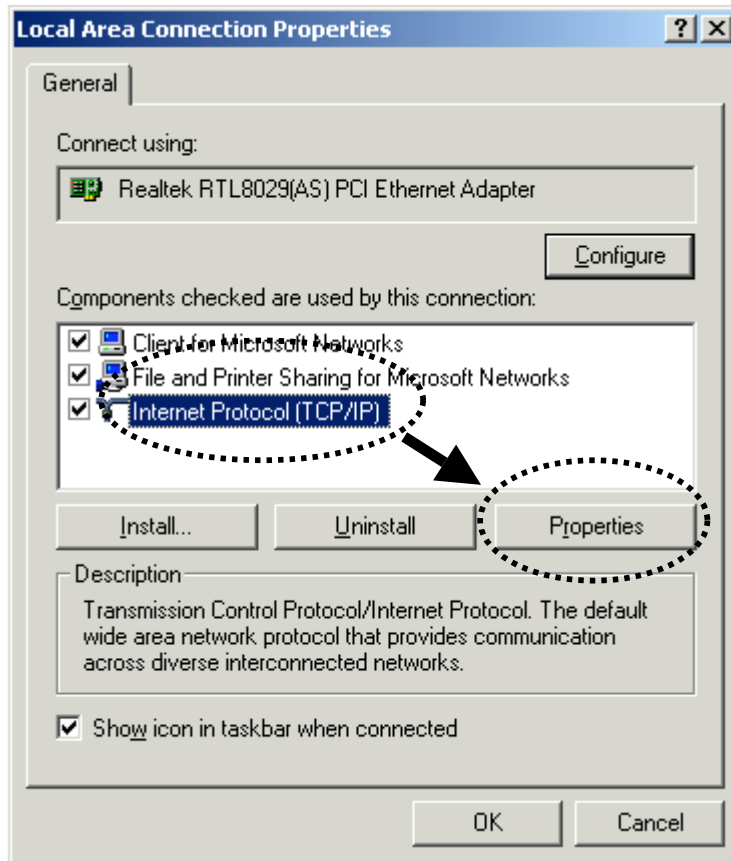 Local Area Connection Properties
General
Connect using:
Realtek RTL8029(AS) PCI Ethernet Adapter
Configure
Components checked are used by this connection:
Client for Microsoft Networks
File and Printer Sharing for Microsoft Networks
Internet Protocol (TCP/IP)
Install... Uninstall Properties
Description
Transmission Control Protocol/Internet Protocol. The default
wide area network protocol that provides communication
across diverse interconnected networks.
Show icon in taskbar when connected
OK Cancel